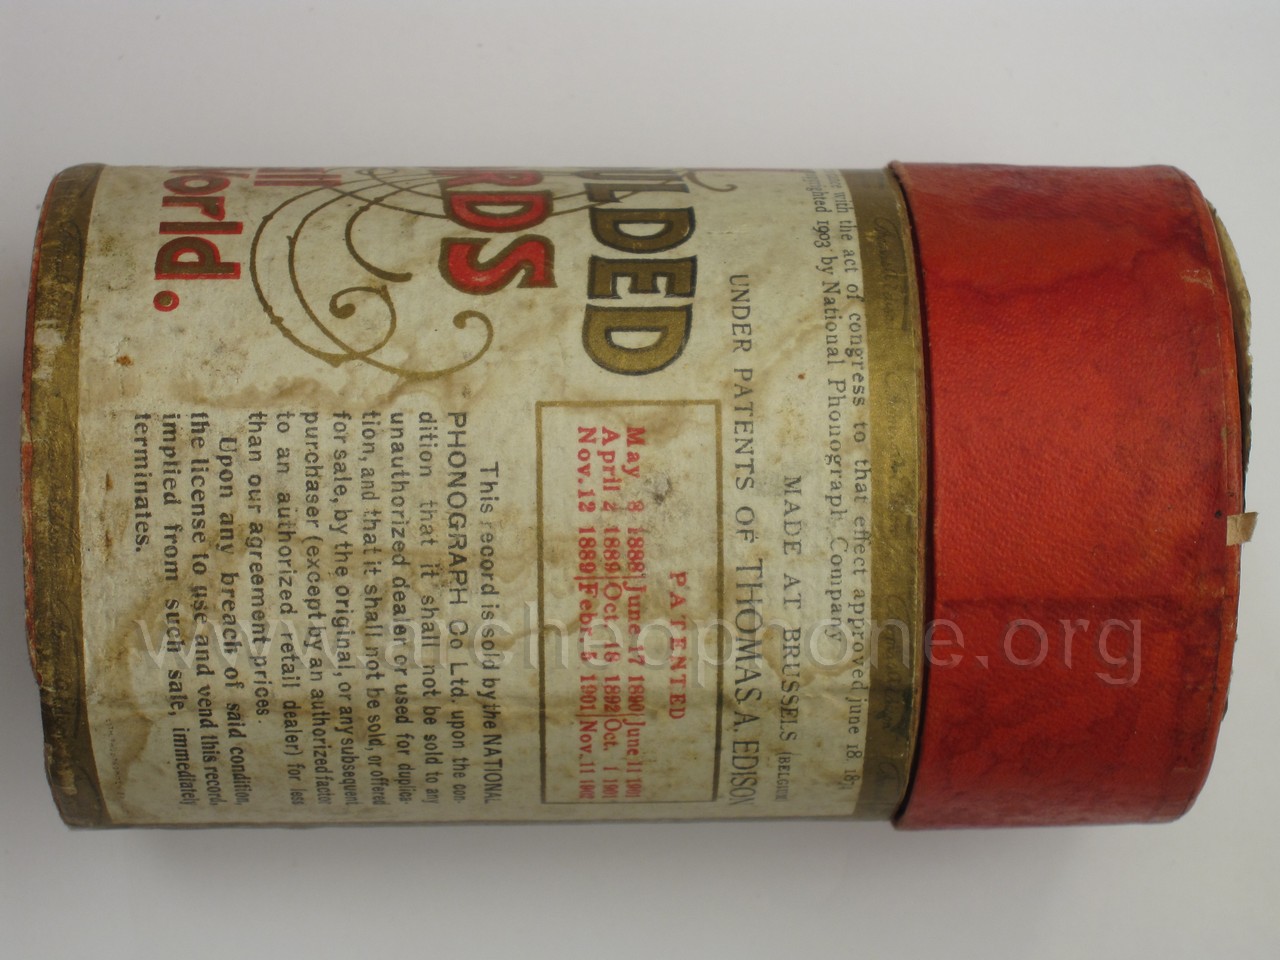 ance with the act of congress to that effect approved june 18 187
opyrighted 1903 by National Phonograph Company
MADE AT BRUSSELS (BELGIUM
UNDER PATENTS OF THOMAS A. EDISON
ULDED
RDS
ill
World.
PATENTED
May 8 1888 June 17 1890 June 11 1901
April 2 1889 Oct. 18 1892 Oct. 1 1901
Nov. 12 1889 Febr. 5 1901 Nov. 11 1902
This record is sold by the NATIONAL
PHONOGRAPH Co Ltd. upon the con-
dition that it shall not be sold to any
unauthorized dealer or used for duplica-
tion, and that it shall not be sold, or offered
for sale, by the original, or any subsequent
purchaser (except by an authorized factor
to an authorized retail dealer) for less
than our agreement prices.
Upon any breach of said condition,
the license to use and vend this record,
implied from such sale, immediately
terminates.
www.archeophone.org